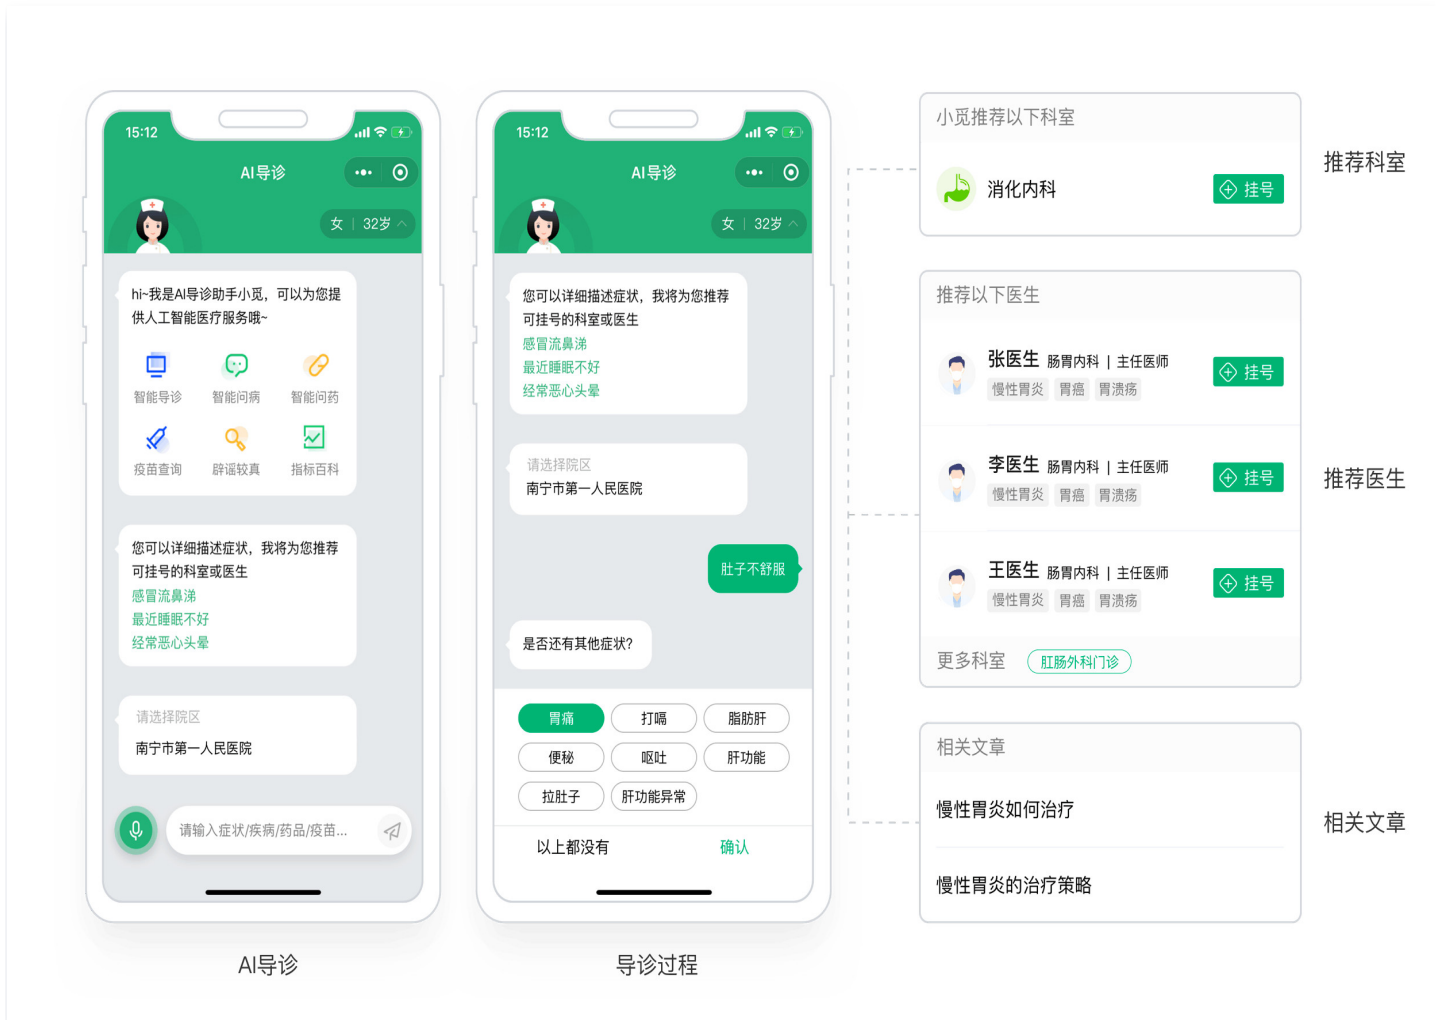 15:12
AI导诊
女 | 32岁
hi~我是AI导诊助手小觅，可以为您提
供人工智能医疗服务哦~
智能导诊 智能问病 智能问药
疫苗查询 辟谣较真 指标百科
您可以详细描述症状，我将为您推荐
可挂号的科室或医生
感冒流鼻涕
最近睡眠不好
经常恶心头晕
请选择院区
南宁市第一人民医院
请输入症状/疾病/药品/疫苗...
AI导诊
15:12
AI导诊
女 | 32岁
您可以详细描述症状，我将为您推荐
可挂号的科室或医生
感冒流鼻涕
最近睡眠不好
经常恶心头晕
请选择院区
南宁市第一人民医院
肚子不舒服
是否还有其他症状？
胃痛 打嗝 脂肪肝
便秘 呕吐 肝功能
拉肚子 肝功能异常
以上都没有 确认
导诊过程
小觅推荐以下科室
消化内科 挂号
推荐科室
推荐以下医生
张医生 肠胃内科 | 主任医师
慢性胃炎 胃癌 胃溃疡
挂号
李医生 肠胃内科 | 主任医师
慢性胃炎 胃癌 胃溃疡
挂号
王医生 肠胃内科 | 主任医师
慢性胃炎 胃癌 胃溃疡
挂号
更多科室 肛肠外科门诊
推荐医生
相关文章
慢性胃炎如何治疗
慢性胃炎的治疗策略
相关文章